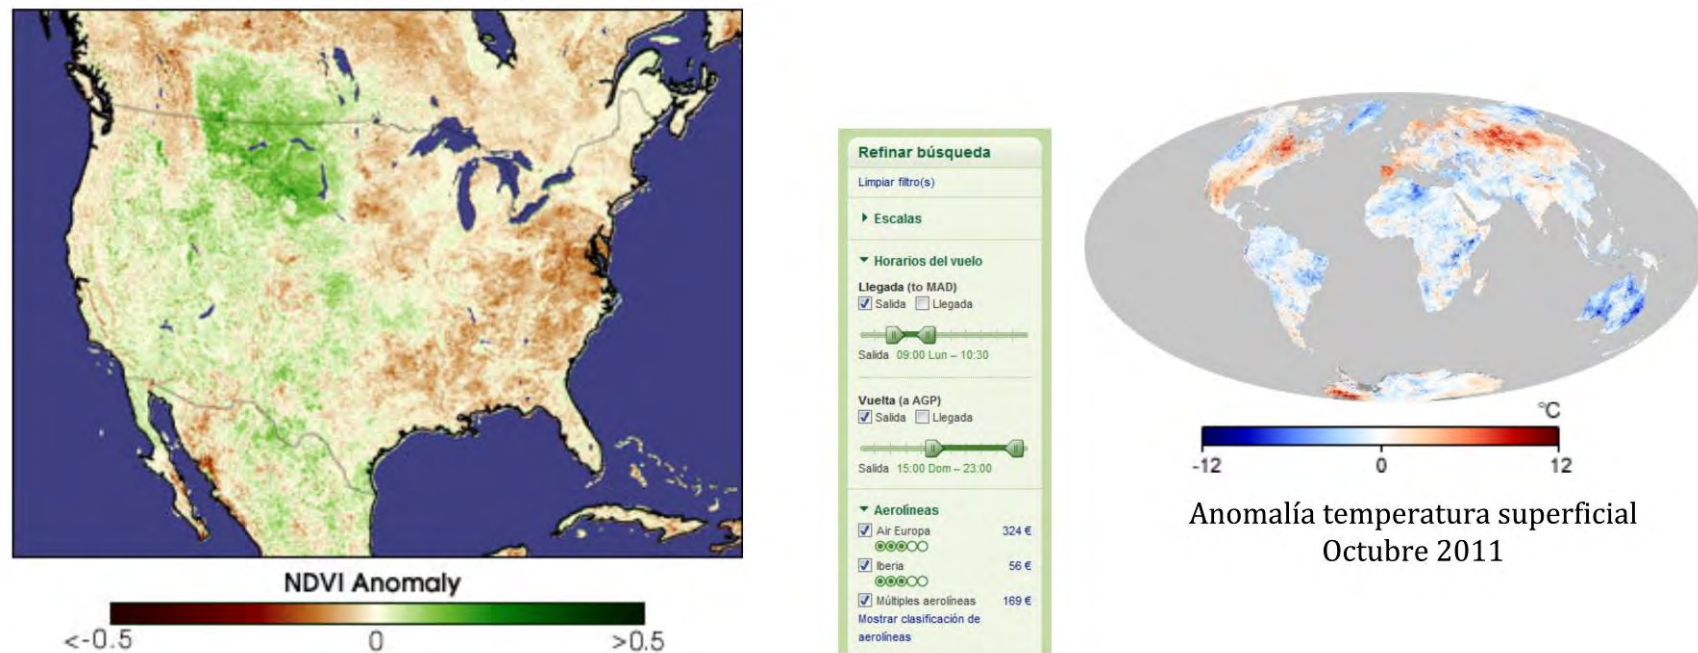 NDVI Anomaly
<-0.5 0 >0.5
Refinar búsqueda
Limpiar filtro(s)
Escalas
Horarios del vuelo
Llegada (to MAD)
Salida Llegada
Salida 09:00 Lun – 10:30
Vuelta (a AGP)
Salida Llegada
Salida 15:00 Dom – 23:00
Aerolíneas
Air Europa 324 €
Iberia 56 €
Múltiples aerolíneas 169 €
Mostrar clasificación de
aerolíneas
°C
-12 0 12
Anomalía temperatura superficial
Octubre 2011